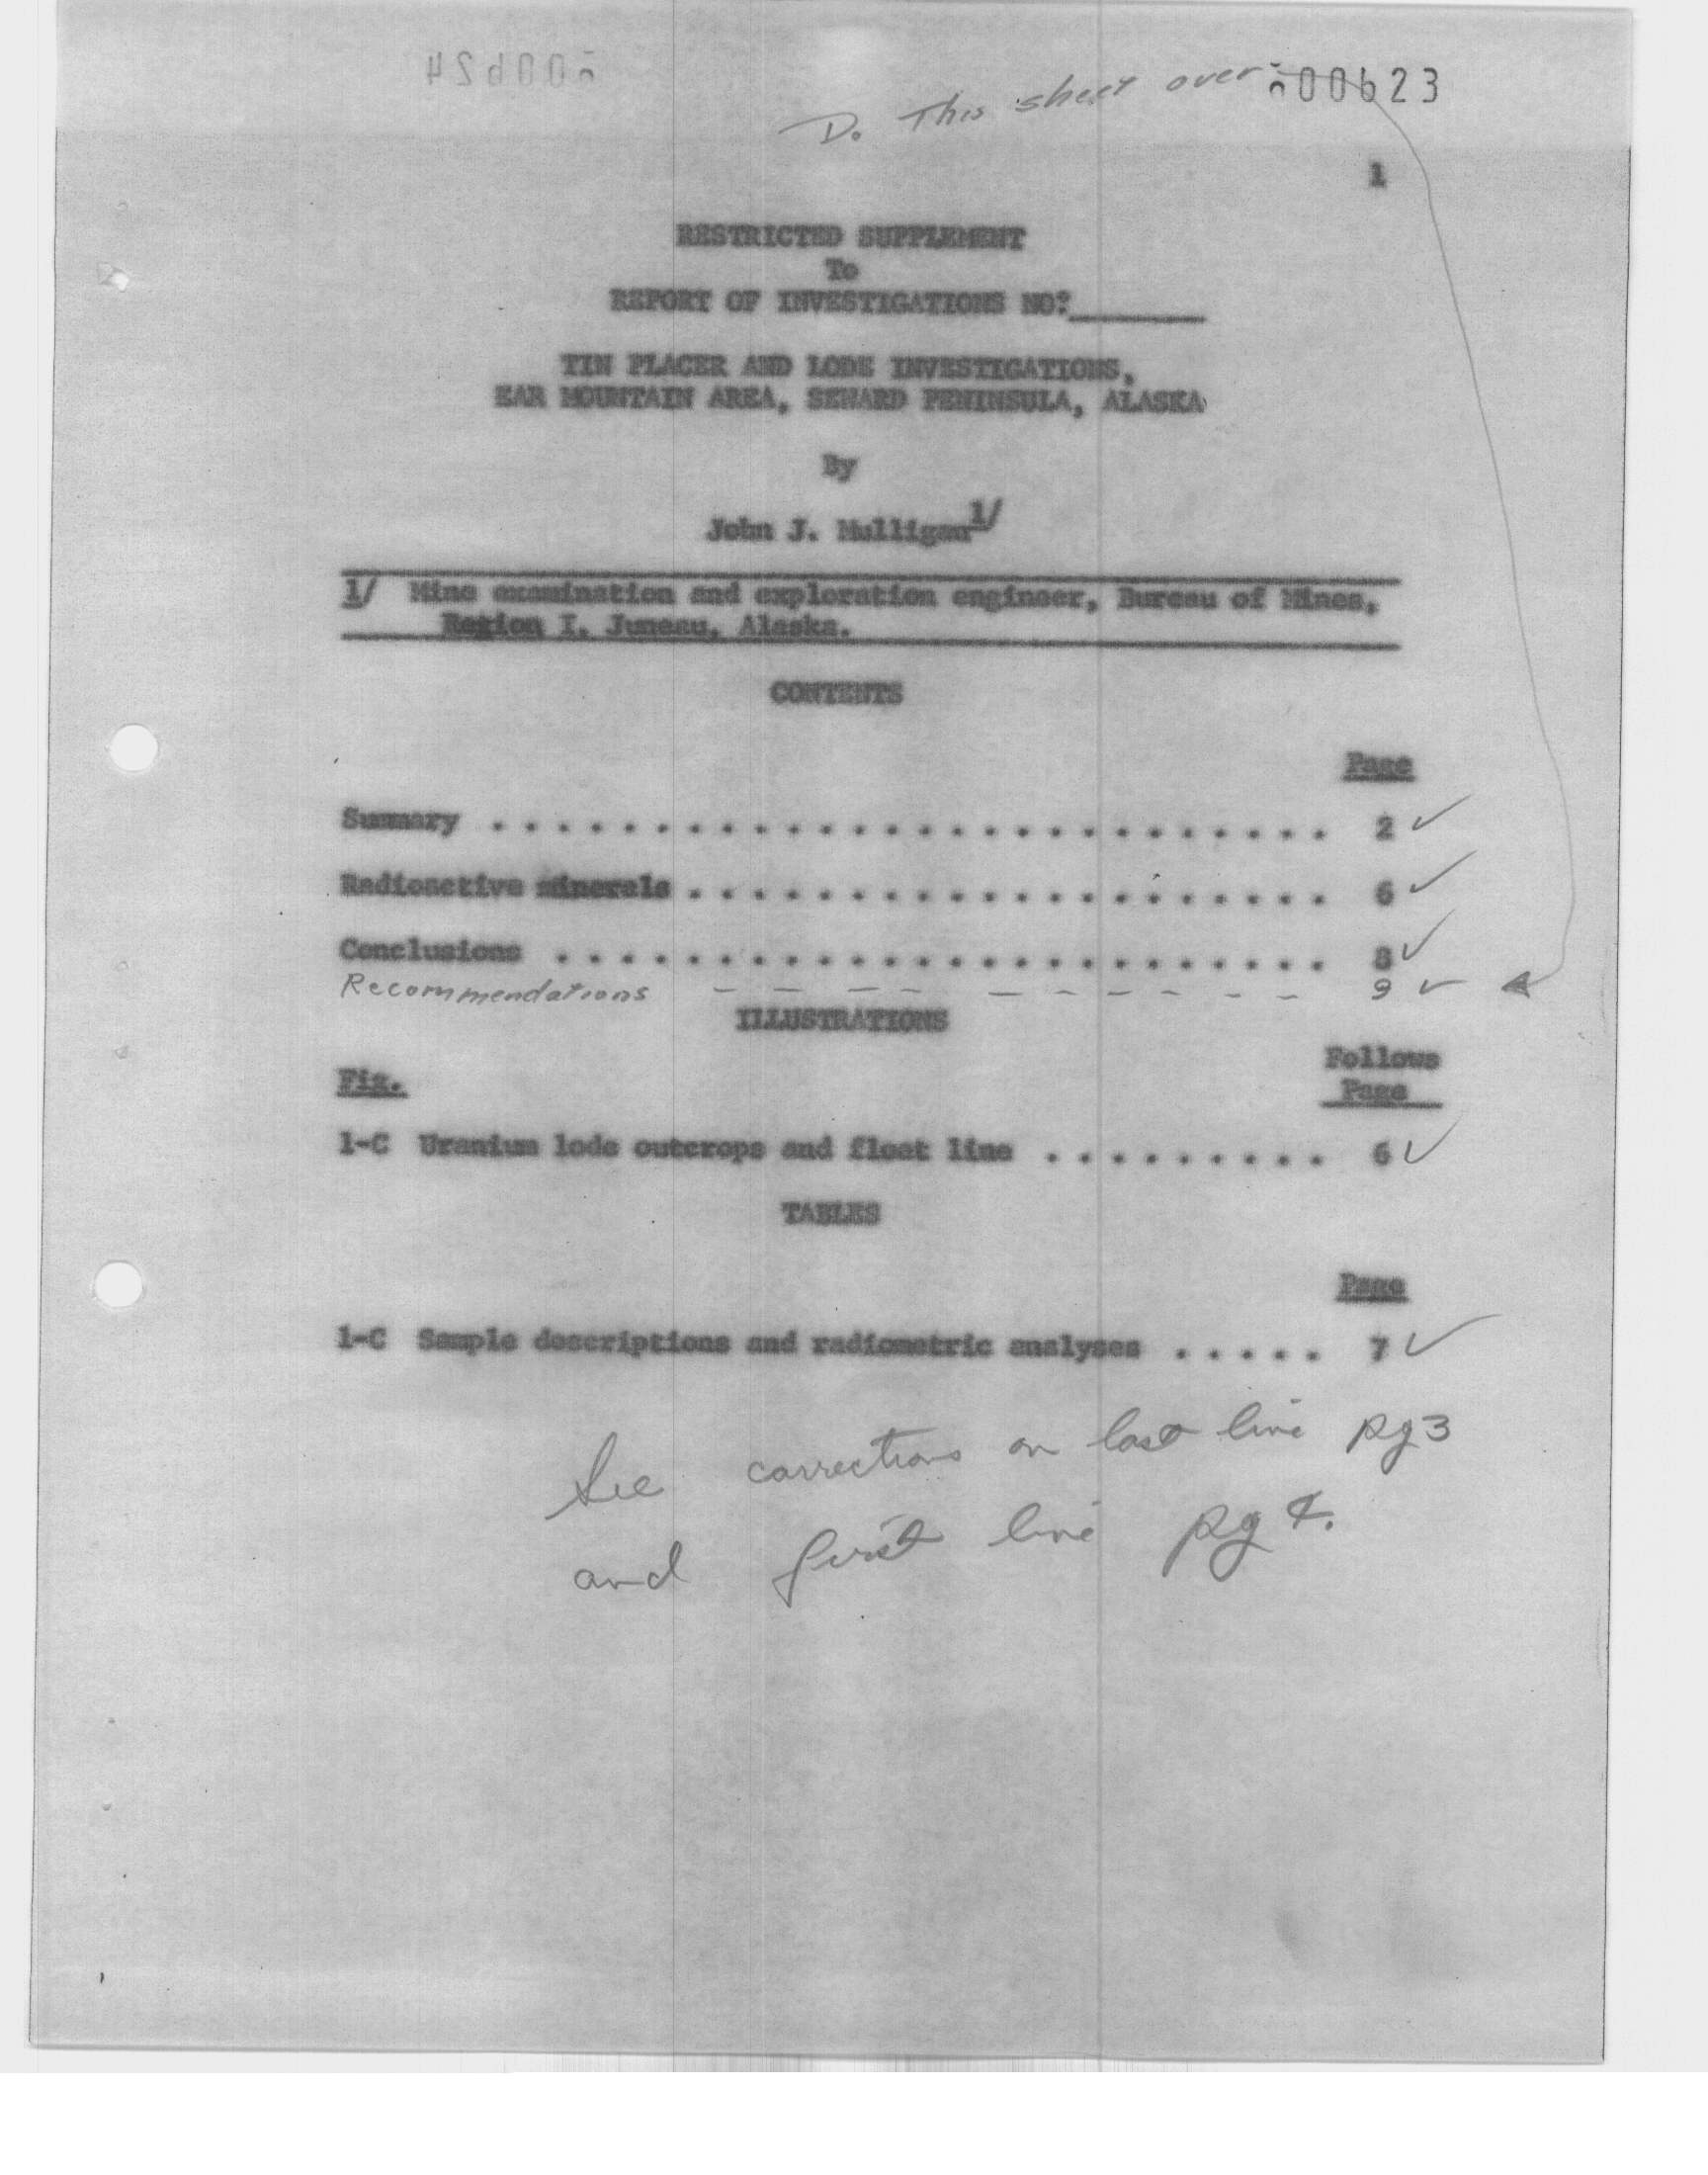 Do This sheet over 00623
1
RESTRICTED SUPPLEMENT
To
REPORT OF INVESTIGATIONS NO.
TIN PLACER AND LODE INVESTIGATIONS,
EAR MOUNTAIN AREA, SEWARD PENINSULA, ALASKA
By
John J. Mulligan 1/
1/ Mine examination and exploration engineer, Bureau of Mines,
Region I, Juneau, Alaska.
CONTENTS
Page
Summary . . . . . . . . . . . . . . . . . . . . . . . . . . 2 ✓
Radioactive minerals . . . . . . . . . . . . . . . . . . . . 6 ✓
Conclusions . . . . . . . . . . . . . . . . . . . . . . . . 8 ✓
Recommendations - - - - - - - - - - 9 ✓
ILLUSTRATIONS
Follows
Fig. Page
1-C Uranium lode outcrops and float line . . . . . . . . . 6 ✓
TABLES
Page
1-C Sample descriptions and radiometric analyses . . . . . 7 ✓
See corrections on last line pg 3
and first line pg 4.